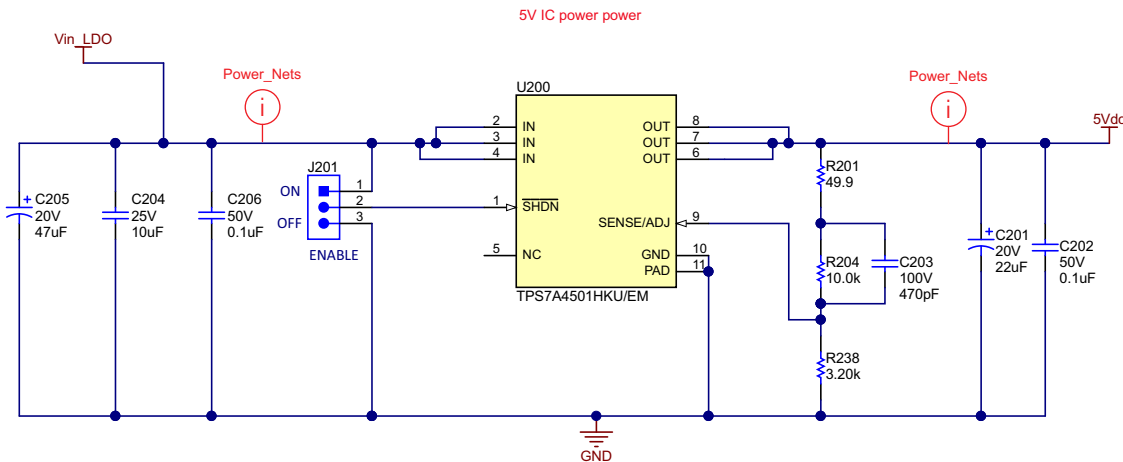 5V IC power power
Vin_LDO
Power_Nets
i
U200
Power_Nets
i
5Vdc
2
IN
OUT
8
3
IN
OUT
7
4
IN
OUT
6
R201
49.9
J201
ON
1
2
OFF
3
ENABLE
1
SHDN
SENSE/ADJ
9
5
NC
GND
10
PAD
11
TPS7A4501HKU/EM
+
C205
20V
47uF
C204
25V
10uF
C206
50V
0.1uF
R204
10.0k
C203
100V
470pF
+
C201
20V
22uF
C202
50V
0.1uF
R238
3.20k
GND